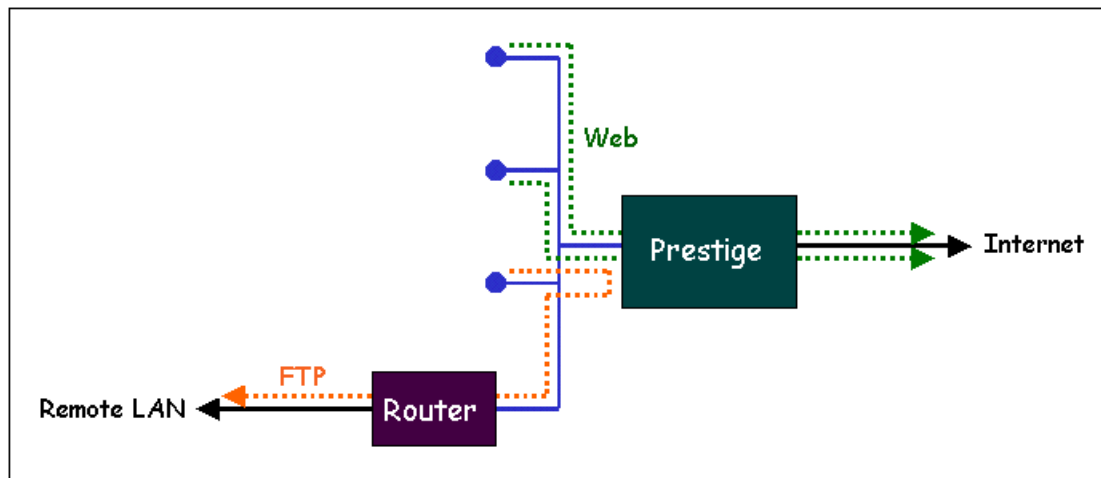 Web
Prestige
Internet
FTP
Remote LAN
Router